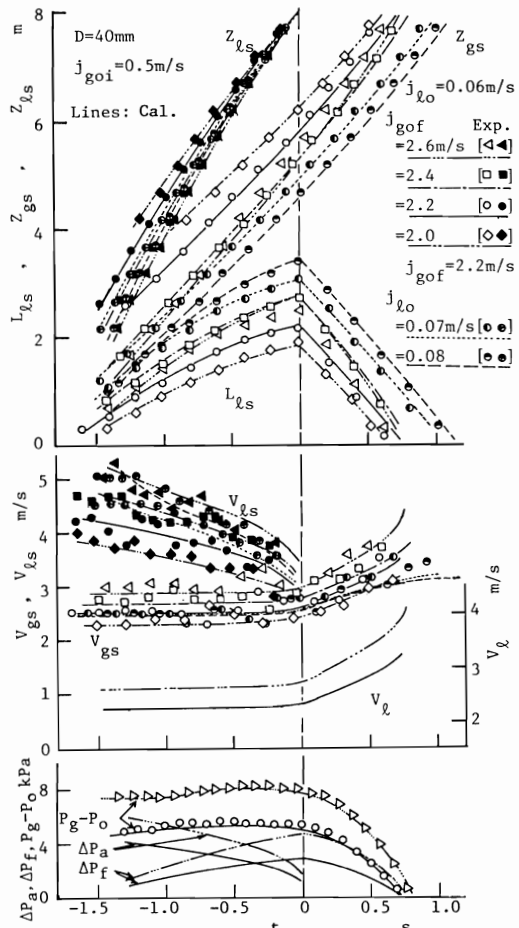 m
8
6
4
2
0
Z_ℓs
,
Z_gs
,
L_ℓs
D=40mm
j_goi=0.5m/s
Lines: Cal.
Z_ℓs
Z_gs
j_ℓo=0.06m/s
j_gof Exp.
=2.6m/s[◁◀]
=2.4 [□■]
=2.2 [○●]
=2.0 [◇◆]
j_gof=2.2m/s
j_ℓo
=0.07m/s[◐◑]
=0.08 [◓◒]
L_ℓs
-1.5 -0.5
5
4
3
2
1
0
m/s
V_gs, V_ℓs
V_ℓs
V_gs
V_ℓ
4
3
2
m/s
V_ℓ
8
4
0
ΔP_a, ΔP_f, P_g-P_o kPa
P_g-P_o
ΔP_a
ΔP_f
-1.5 -1.0 -0.5 0 0.5 1.0
t s